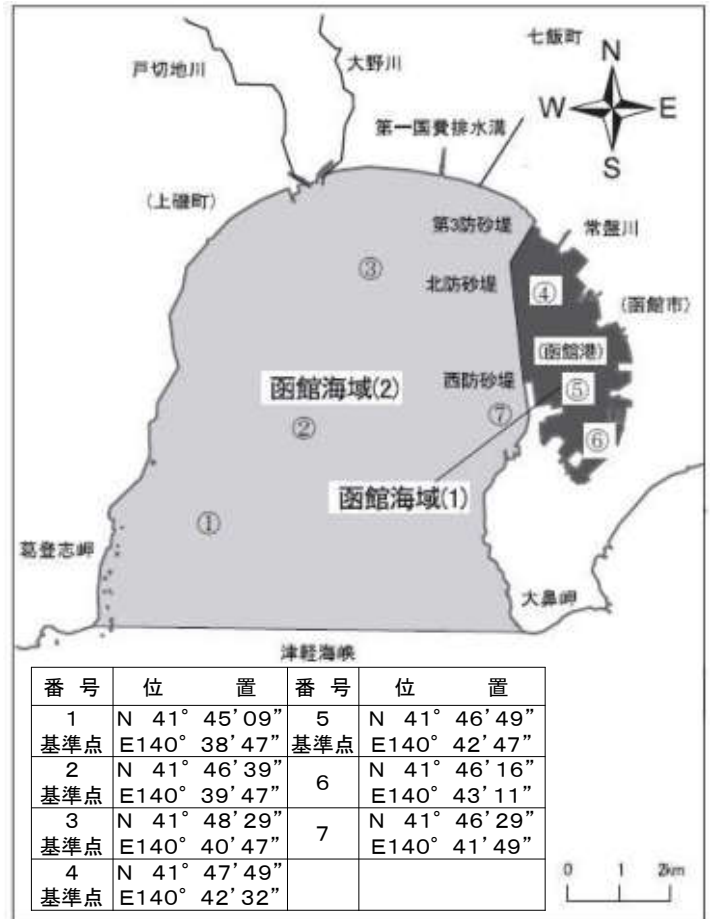 七飯町
N
戸切地川
大野川
W
E
第一国費排水溝
S
(上磯町)
第3防砂堤
常盤川
③
北防砂堤
④
(函館市)
(函館港)
函館海域(2)
西防砂堤
⑤
②
⑦
⑥
函館海域(1)
①
葛登志岬
大鼻岬
津軽海峡
番 号 位 置 番 号 位 置
1 N 41° 45’09” 5 N 41° 46’49”
基準点 E140° 38’47” 基準点 E140° 42’47”
2 N 41° 46’39” 6 N 41° 46’16”
基準点 E140° 39’47” E140° 43’11”
3 N 41° 48’29” 7 N 41° 46’29”
基準点 E140° 40’47” E140° 41’49”
4 N 41° 47’49”
基準点 E140° 42’32”
0 1 2km